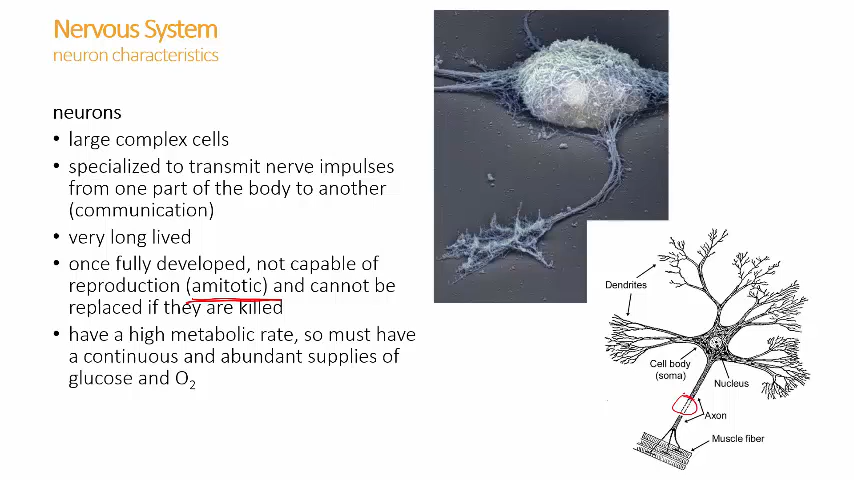 Nervous System
neuron characteristics
neurons
• large complex cells
• specialized to transmit nerve impulses
from one part of the body to another
(communication)
• very long lived
• once fully developed, not capable of
reproduction (amitotic) and cannot be
replaced if they are killed
• have a high metabolic rate, so must have
a continuous and abundant supplies of
glucose and O₂
Dendrites
Cell body
(soma)
Nucleus
Axon
Muscle fiber